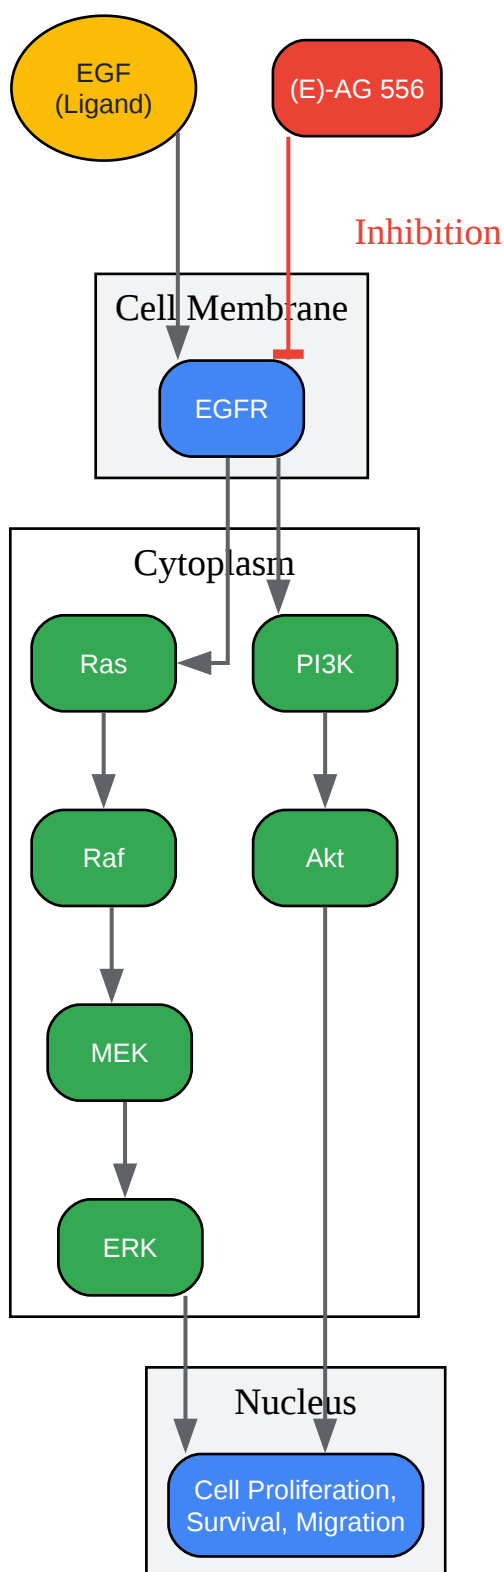 EGF
(Ligand)
(E)-AG 556
Inhibition
Cell Membrane
EGFR
Cytoplasm
Ras
PI3K
Raf
Akt
MEK
ERK
Nucleus
Cell Proliferation,
Survival, Migration